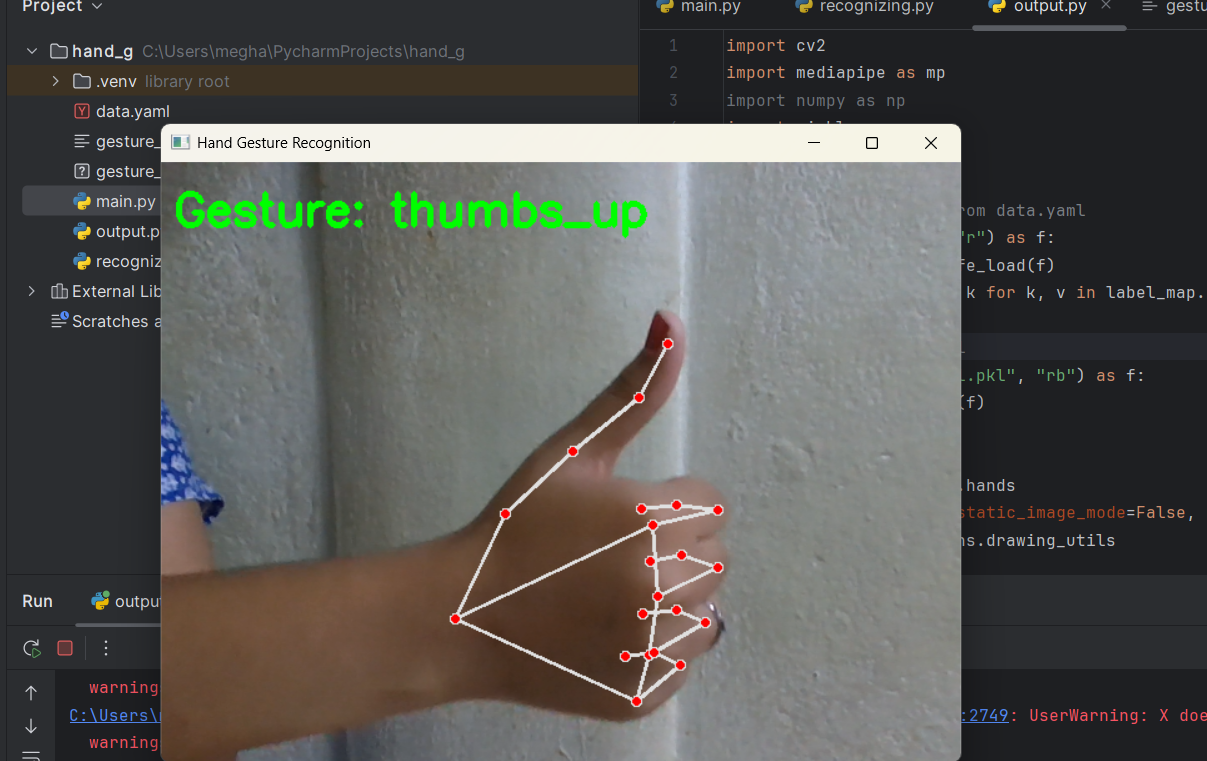 Project
main.py
recognizing.py
output.py
hand_g C:\Users\megha\PycharmProjects\hand_g
.venv library root
data.yaml
gesture_
gesture_
main.py
output.p
recogniz
External Lib
Scratches a
1 import cv2
2 import mediapipe as mp
3 import numpy as np
Hand Gesture Recognition
Gesture: thumbs_up
om data.yaml
"r") as f:
fe_load(f)
k for k, v in label_map.
.pkl", "rb") as f:
(f)
.hands
static_image_mode=False,
ns.drawing_utils
Run
warning
C:\Users\
:2749: UserWarning: X doe
warning